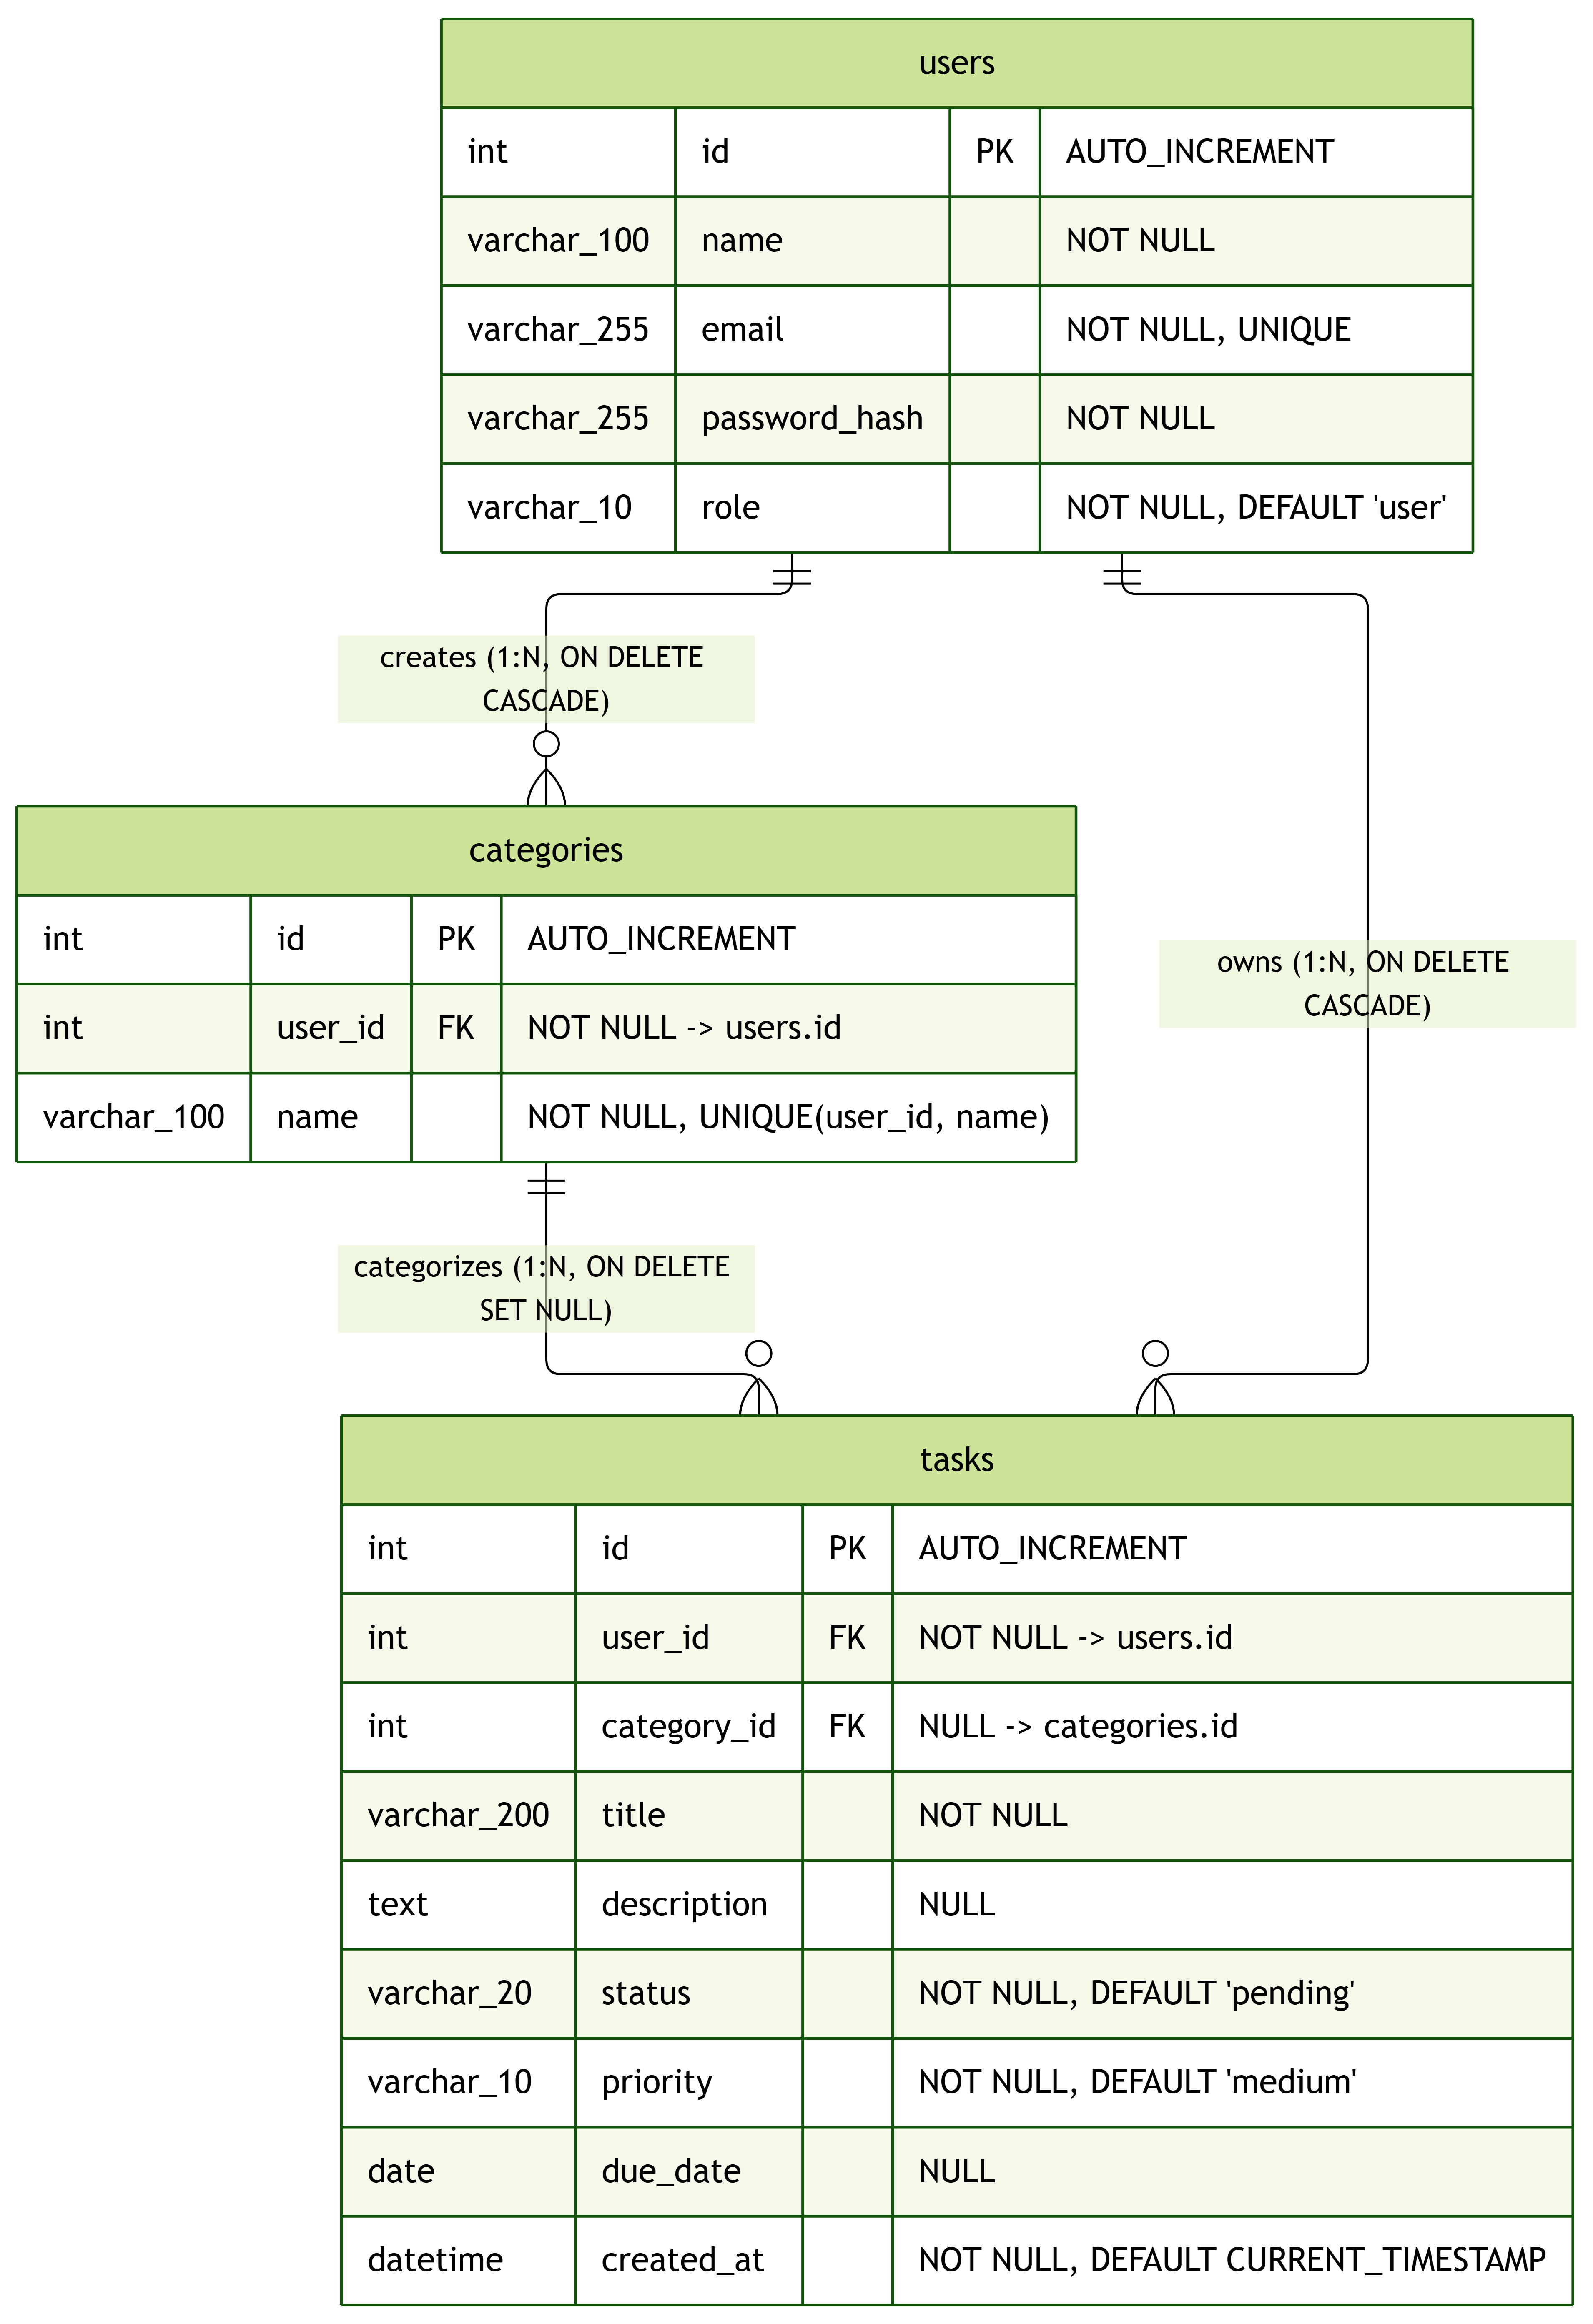 users
int id PK AUTO_INCREMENT
varchar_100 name NOT NULL
varchar_255 email NOT NULL, UNIQUE
varchar_255 password_hash NOT NULL
varchar_10 role NOT NULL, DEFAULT 'user'
creates (1:N, ON DELETE
CASCADE)
categories
int id PK AUTO_INCREMENT
int user_id FK NOT NULL -> users.id
varchar_100 name NOT NULL, UNIQUE(user_id, name)
owns (1:N, ON DELETE
CASCADE)
categorizes (1:N, ON DELETE
SET NULL)
tasks
int id PK AUTO_INCREMENT
int user_id FK NOT NULL -> users.id
int category_id FK NULL -> categories.id
varchar_200 title NOT NULL
text description NULL
varchar_20 status NOT NULL, DEFAULT 'pending'
varchar_10 priority NOT NULL, DEFAULT 'medium'
date due_date NULL
datetime created_at NOT NULL, DEFAULT CURRENT_TIMESTAMP